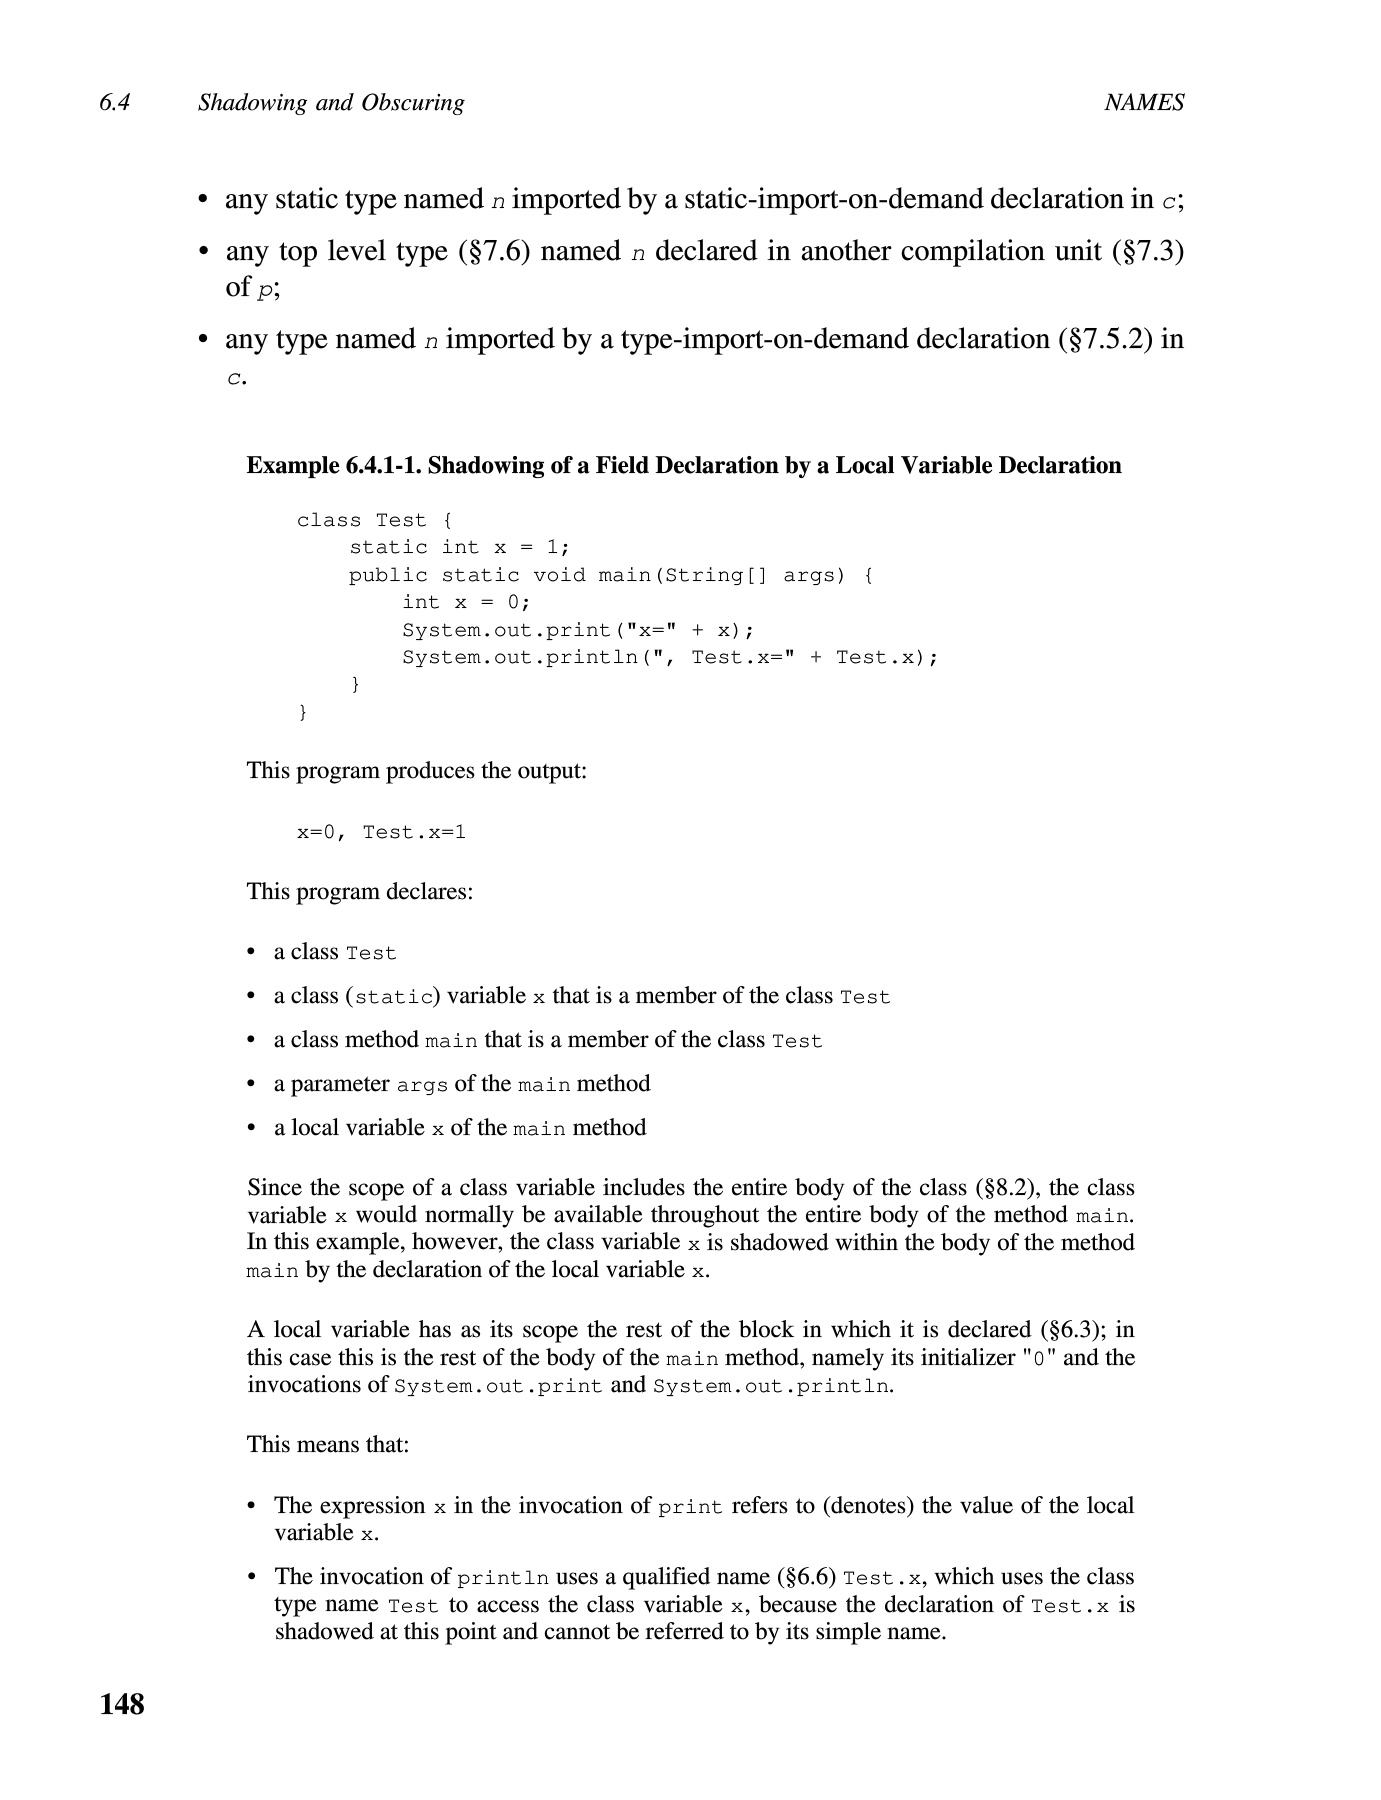 6.4 Shadowing and Obscuring NAMES
• any static type named n imported by a static-import-on-demand declaration in c;
• any top level type (§7.6) named n declared in another compilation unit (§7.3)
of p;
• any type named n imported by a type-import-on-demand declaration (§7.5.2) in
c.
Example 6.4.1-1. Shadowing of a Field Declaration by a Local Variable Declaration
class Test {
    static int x = 1;
    public static void main(String[] args) {
        int x = 0;
        System.out.print("x=" + x);
        System.out.println(", Test.x=" + Test.x);
    }
}
This program produces the output:
x=0, Test.x=1
This program declares:
• a class Test
• a class (static) variable x that is a member of the class Test
• a class method main that is a member of the class Test
• a parameter args of the main method
• a local variable x of the main method
Since the scope of a class variable includes the entire body of the class (§8.2), the class
variable x would normally be available throughout the entire body of the method main.
In this example, however, the class variable x is shadowed within the body of the method
main by the declaration of the local variable x.
A local variable has as its scope the rest of the block in which it is declared (§6.3); in
this case this is the rest of the body of the main method, namely its initializer "0" and the
invocations of System.out.print and System.out.println.
This means that:
• The expression x in the invocation of print refers to (denotes) the value of the local
variable x.
• The invocation of println uses a qualified name (§6.6) Test.x, which uses the class
type name Test to access the class variable x, because the declaration of Test.x is
shadowed at this point and cannot be referred to by its simple name.
148